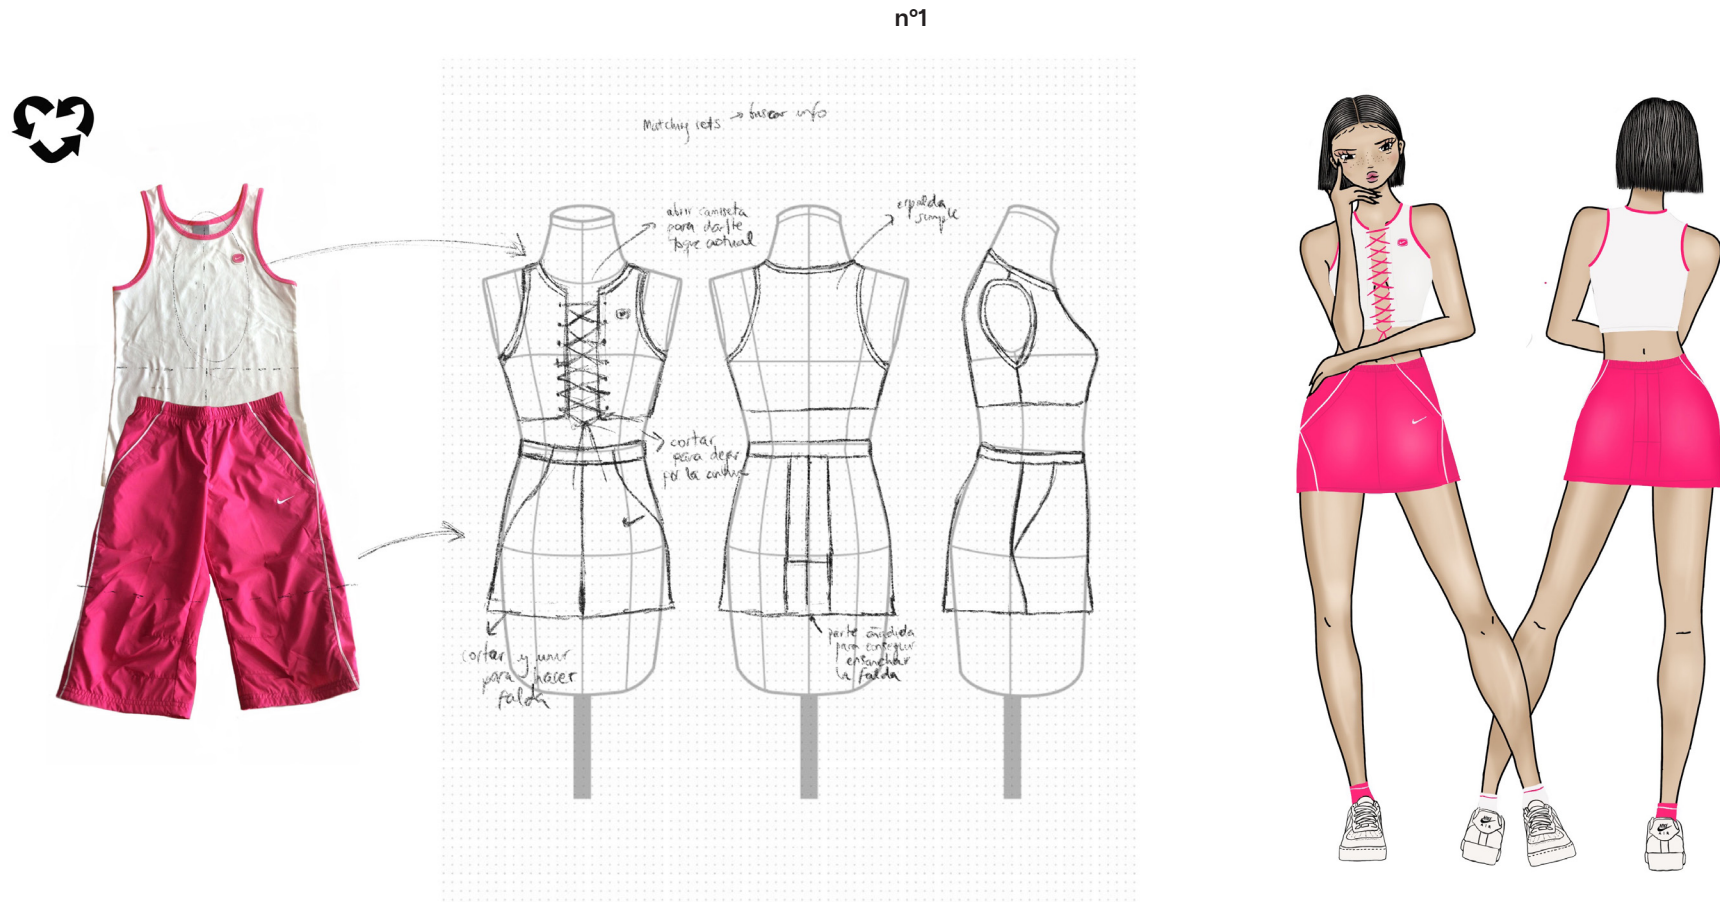 nº1
Matching sets → buscar info
abrir camiseta
para darle
toque actual
espalda
simple
cortar
para dejar
por la
cortar y unir
para hacer
falda
parte añadida
para conseguir
ensanchar
la falda